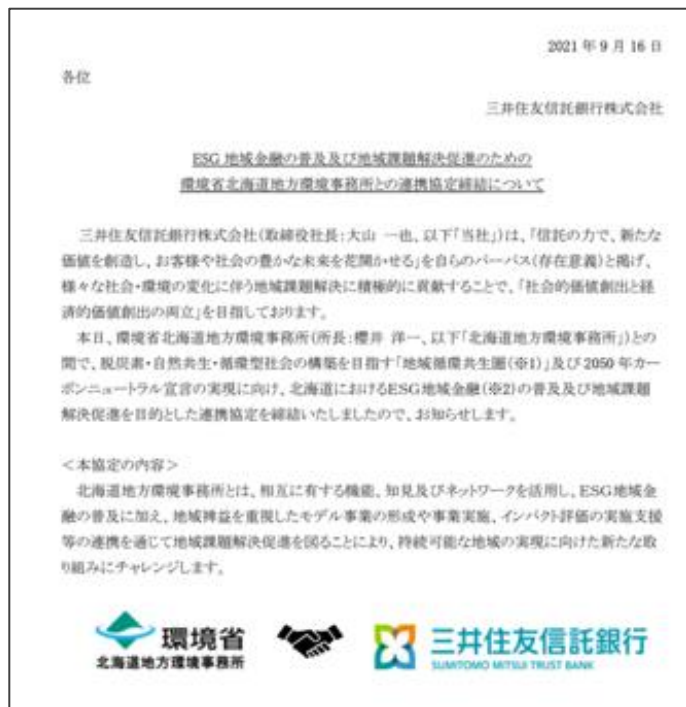 2021年9月16日
各位
三井住友信託銀行株式会社
ESG 地域金融の普及及び地域課題解決促進のための
環境省北海道地方環境事務所との連携協定締結について
三井住友信託銀行株式会社(取締役社長:大山 一也、以下「当社」)は、「信託の力で、新たな
価値を創造し、お客様や社会の豊かな未来を花開かせる」を自らのパーパス(存在意義)と掲げ、
様々な社会・環境の変化に伴う地域課題解決に積極的に貢献することで、「社会的価値創出と経
済的価値創出の両立」を目指しております。
本日、環境省北海道地方環境事務所(所長:櫻井 洋一、以下「北海道地方環境事務所」)との
間で、脱炭素・自然共生・循環型社会の構築を目指す「地域循環共生圏(※1)」及び 2050 年カー
ボンニュートラル宣言の実現に向け、北海道におけるESG地域金融(※2)の普及及び地域課題
解決促進を目的とした連携協定を締結いたしましたので、お知らせします。
<本協定の内容>
北海道地方環境事務所とは、相互に有する機能、知見及びネットワークを活用し、ESG地域金
融の普及に加え、地域裨益を重視したモデル事業の形成や事業実施、インパクト評価の実施支援
等の連携を通じて地域課題解決促進を図ることにより、持続可能な地域の実現に向けた新たな取
り組みにチャレンジします。
環境省
北海道地方環境事務所
三井住友信託銀行
SUMITOMO MITSUI TRUST BANK